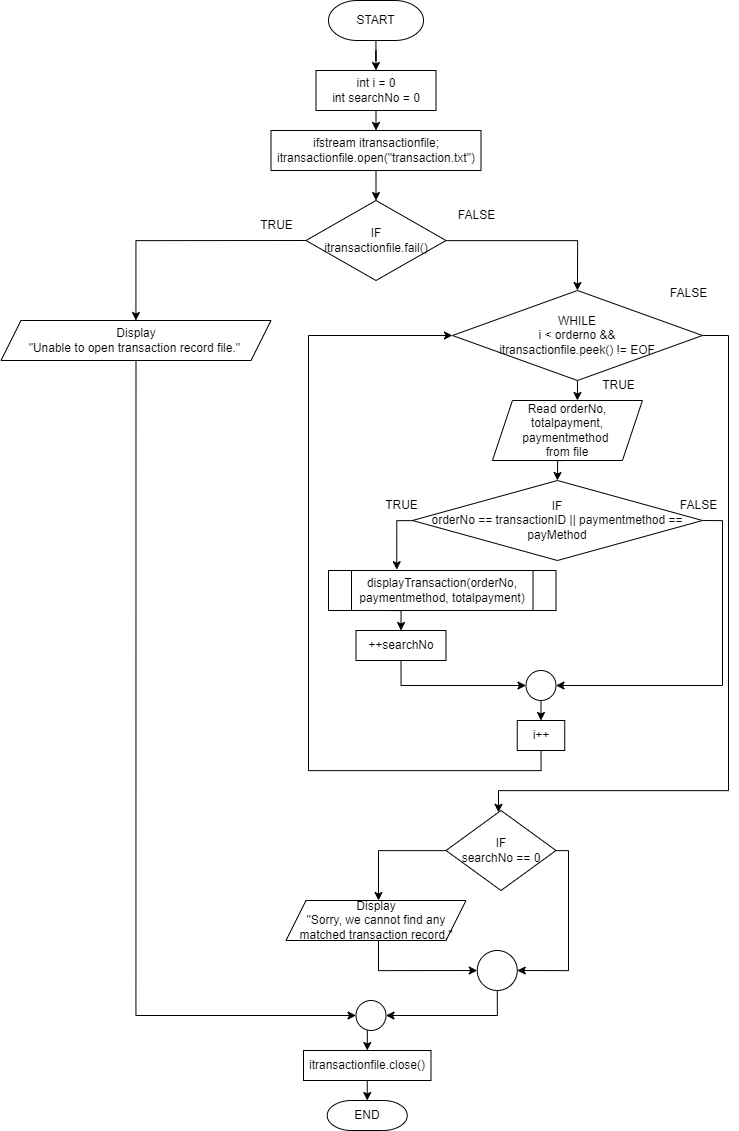 START
int i = 0
int searchNo = 0
ifstream itransactionfile;
itransactionfile.open("transaction.txt")
TRUE
FALSE
IF
itransactionfile.fail()
FALSE
Display
"Unable to open transaction record file."
WHILE
i < orderno &&
itransactionfile.peek() != EOF
TRUE
Read orderNo,
totalpayment,
paymentmethod
from file
TRUE
FALSE
IF
orderNo == transactionID || paymentmethod ==
payMethod
displayTransaction(orderNo,
paymentmethod, totalpayment)
++searchNo
i++
IF
searchNo == 0
Display
"Sorry, we cannot find any
matched transaction record."
itransactionfile.close()
END